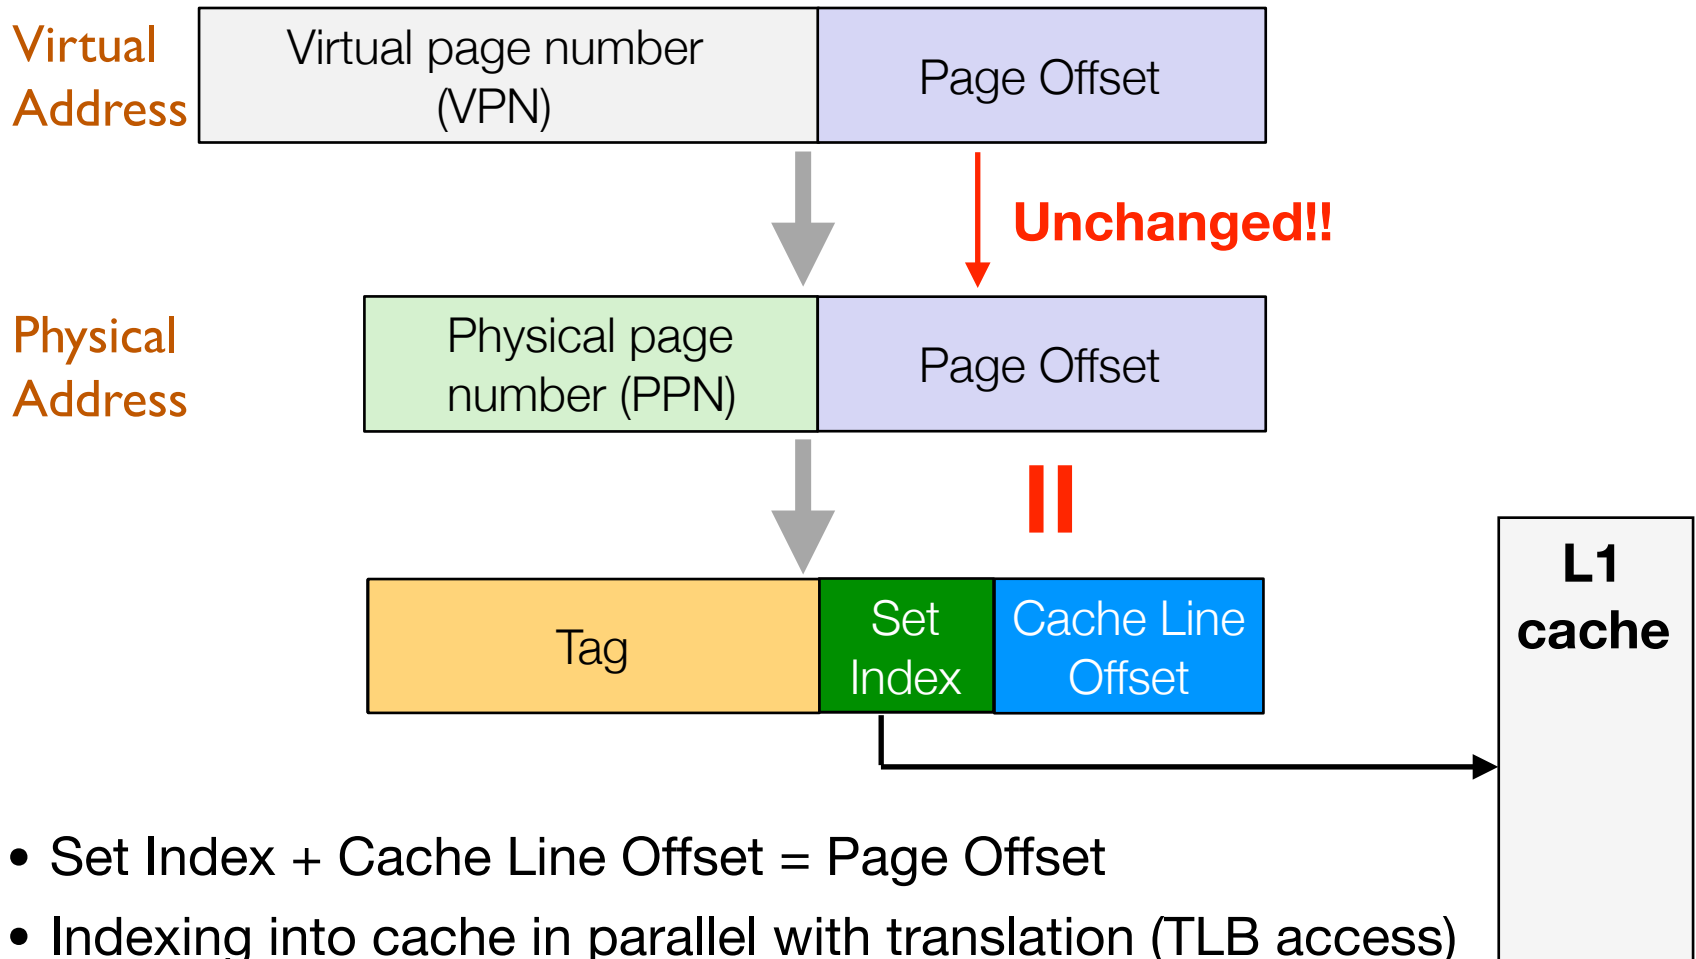 Virtual
Address
Virtual page number
(VPN)
Page Offset
Unchanged!!
Physical
Address
Physical page
number (PPN)
Page Offset
Tag
Set
Index
Cache Line
Offset
L1
cache
• Set Index + Cache Line Offset = Page Offset
• Indexing into cache in parallel with translation (TLB access)